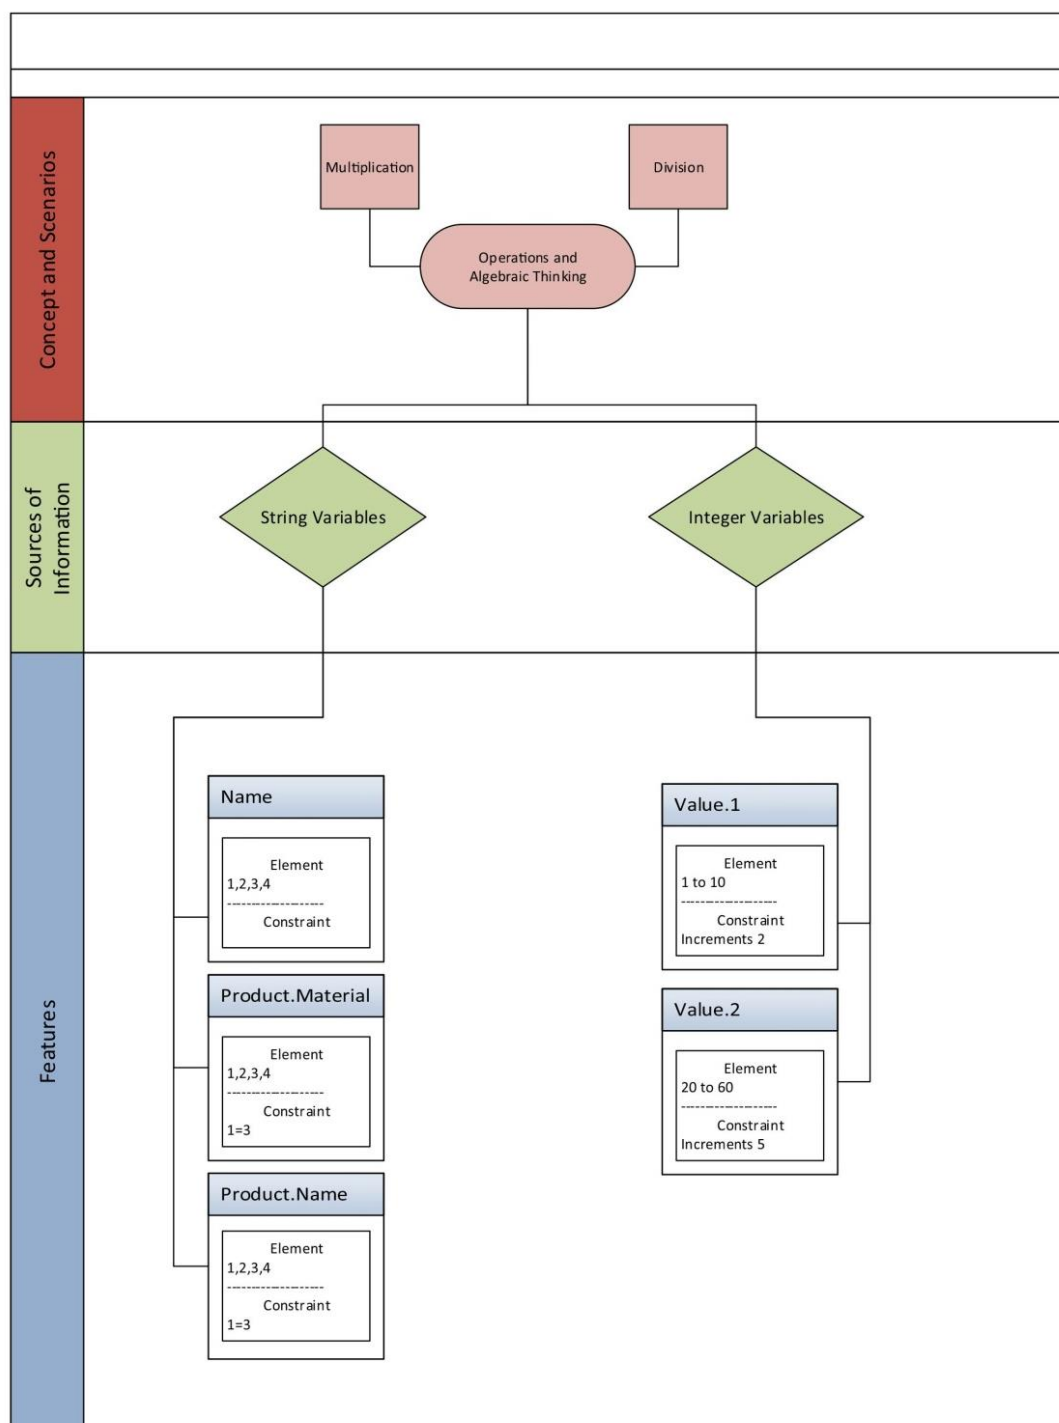 Concept and Scenarios
Multiplication
Division
Operations and
Algebraic Thinking
Sources of
Information
String Variables
Integer Variables
Features
Name
Element
1,2,3,4
----------------------
Constraint
Product.Material
Element
1,2,3,4
----------------------
Constraint
1=3
Product.Name
Element
1,2,3,4
----------------------
Constraint
1=3
Value.1
Element
1 to 10
----------------------
Constraint
Increments 2
Value.2
Element
20 to 60
----------------------
Constraint
Increments 5